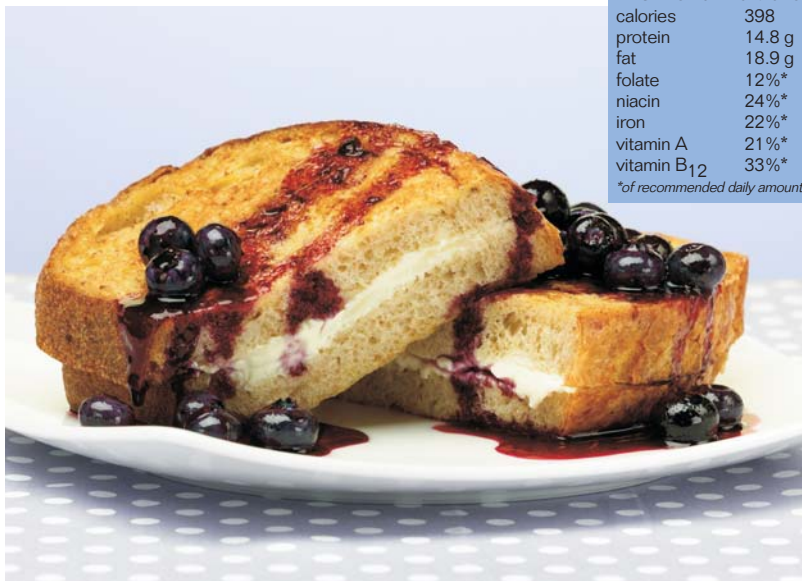 calories 398
protein 14.8 g
fat 18.9 g
folate 12%*
niacin 24%*
iron 22%*
vitamin A 21%*
vitamin B12 33%*
*of recommended daily amount